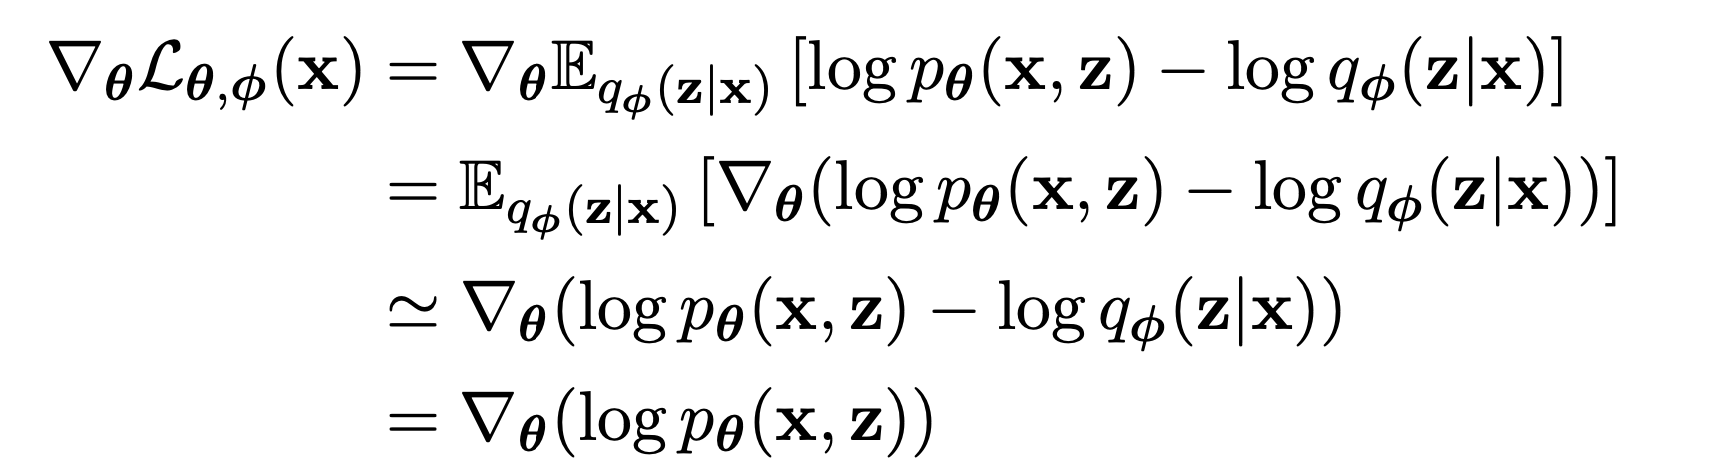 ∇_θ ℒ_{θ,ϕ}(x) = ∇_θ 𝔼_{q_ϕ(z|x)} [log p_θ(x, z) − log q_ϕ(z|x)]
= 𝔼_{q_ϕ(z|x)} [∇_θ(log p_θ(x, z) − log q_ϕ(z|x))]
≃ ∇_θ(log p_θ(x, z) − log q_ϕ(z|x))
= ∇_θ(log p_θ(x, z))